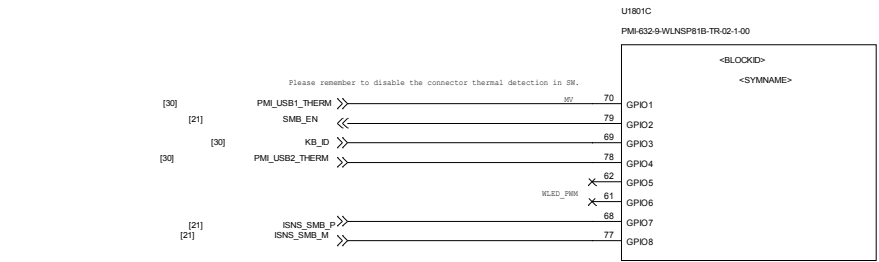 U1801C
PMI-632-9-WLNSP81B-TR-02-1-00
<BLOCKID>
<SYMNAME>
Please remember to disable the connector thermal detection in SW.
[30] PMI_USB1_THERM MV 70 GPIO1
[21] SMB_EN 79 GPIO2
[30] KB_ID 69 GPIO3
[30] PMI_USB2_THERM 78 GPIO4
62 GPIO5
WLED_PWM 61 GPIO6
[21] ISNS_SMB_P 68 GPIO7
[21] ISNS_SMB_M 77 GPIO8